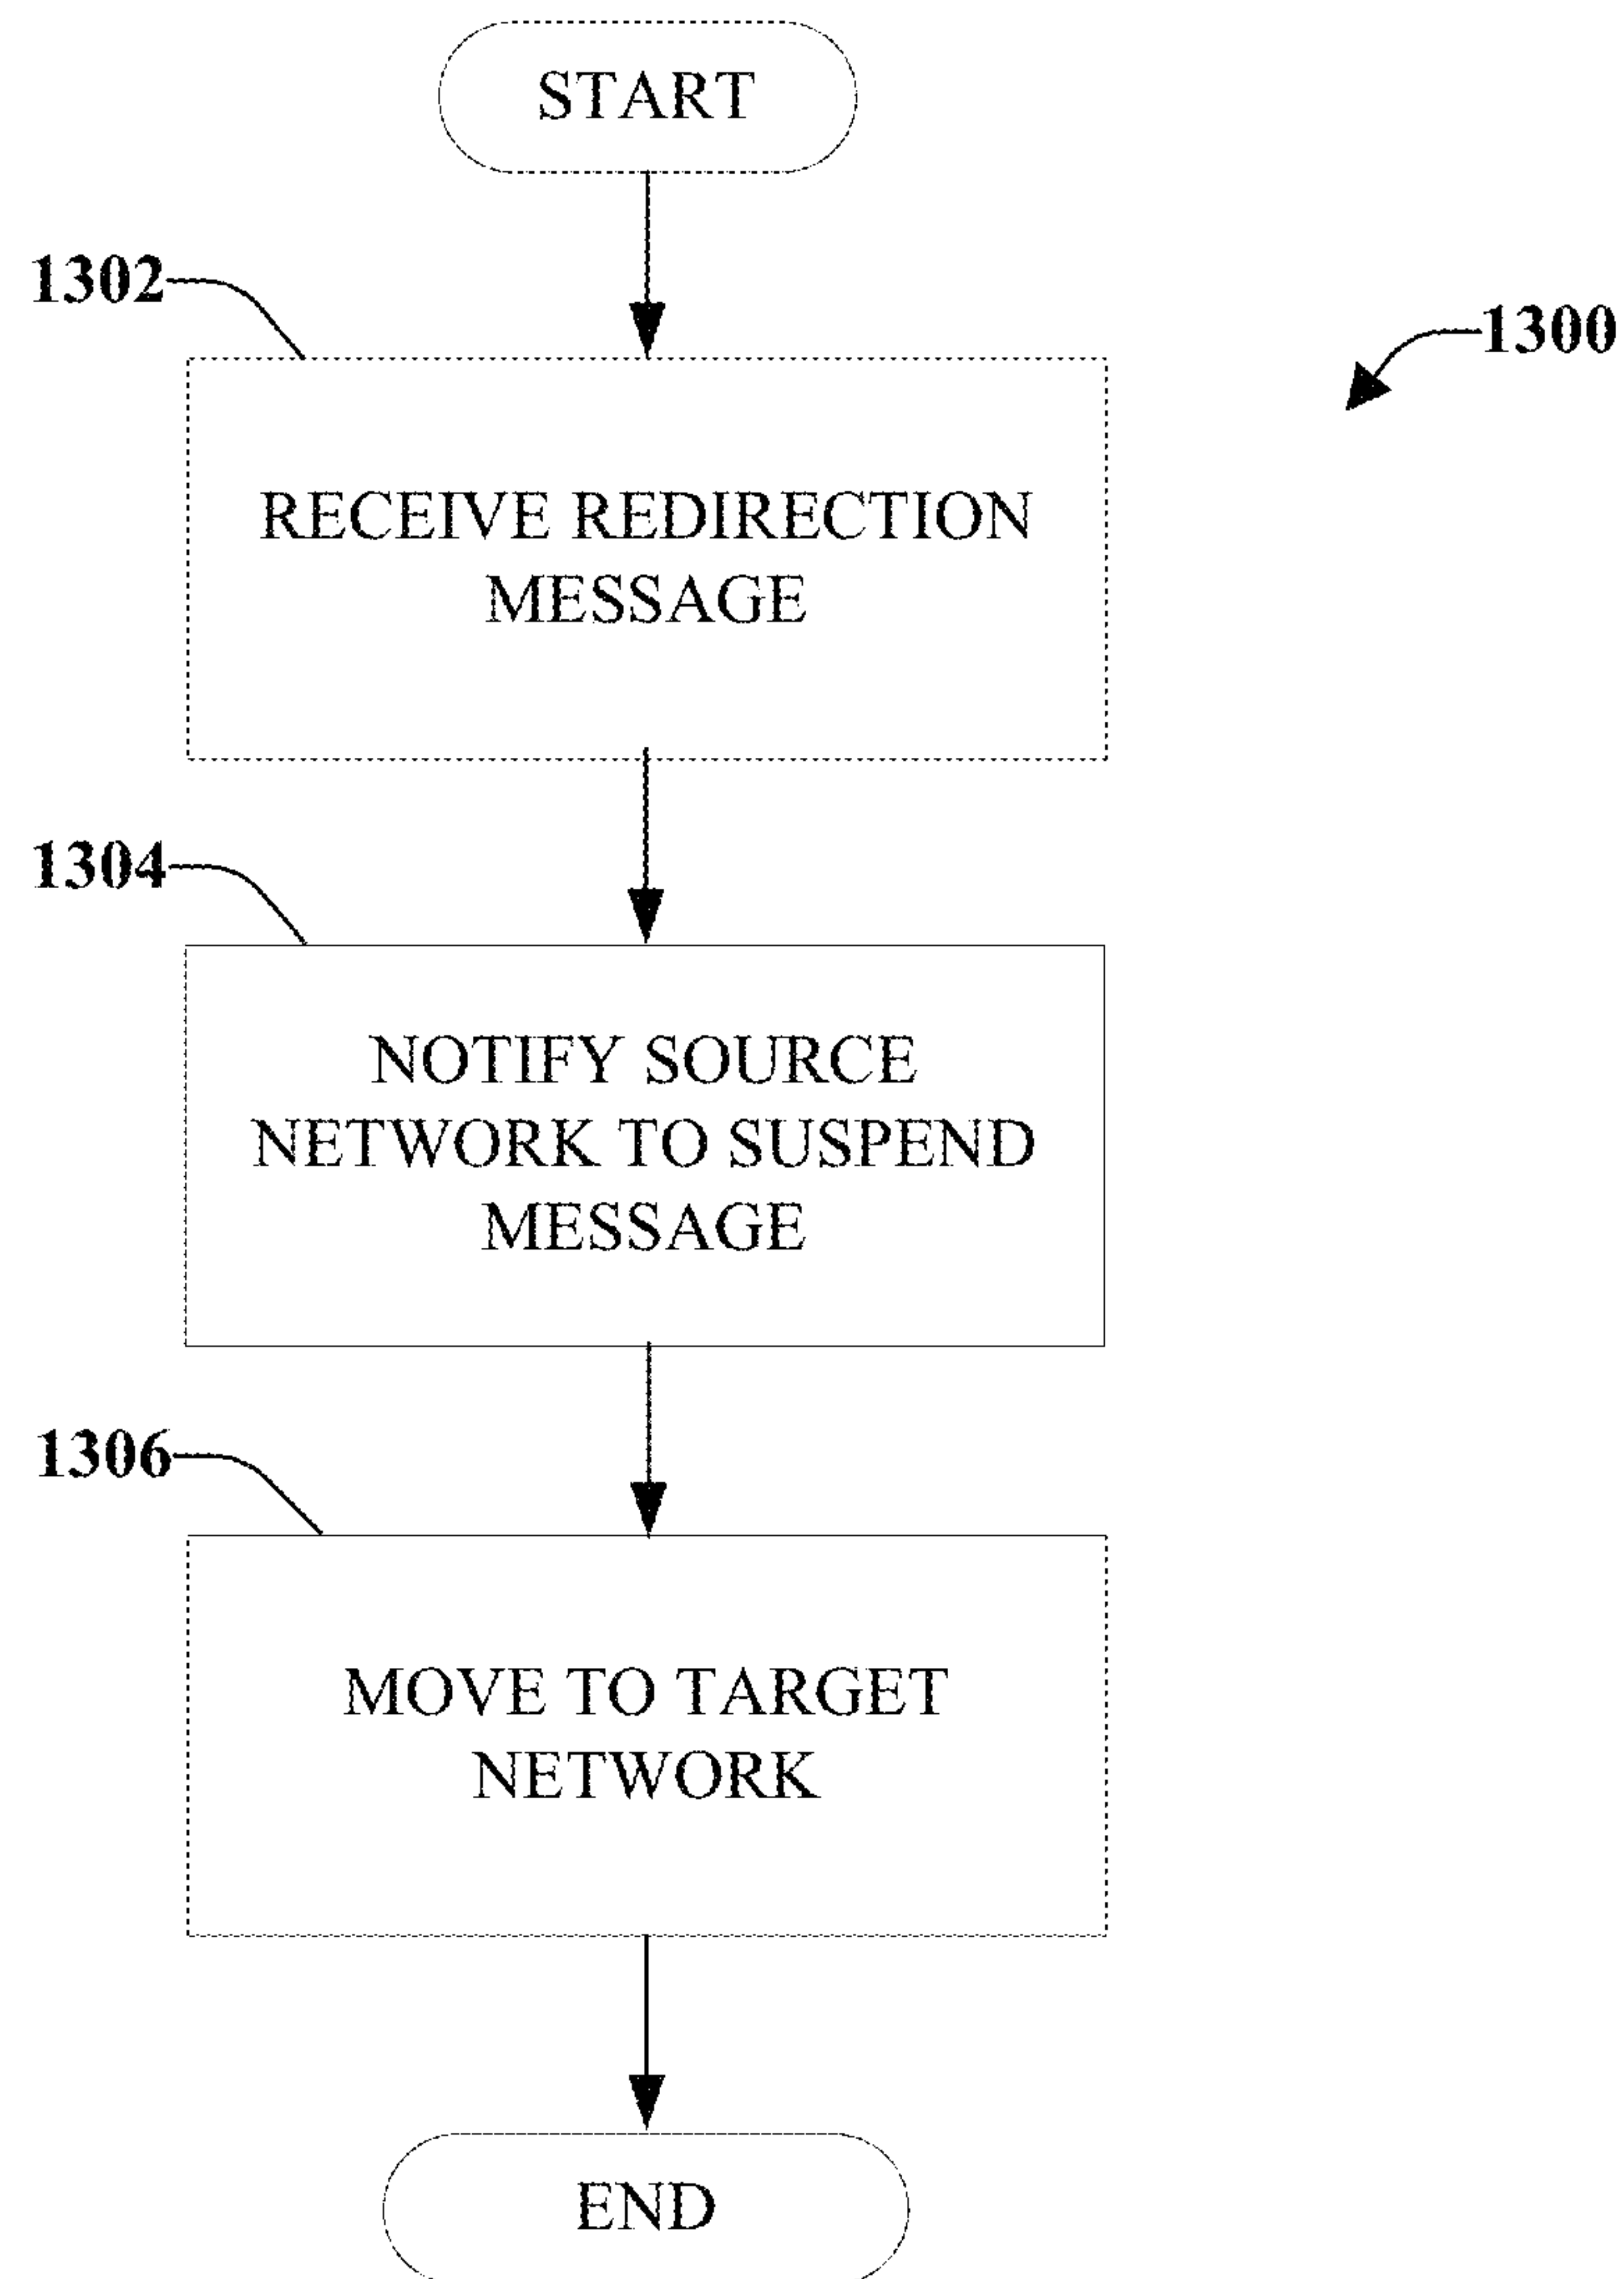 START
1302
1300
RECEIVE REDIRECTION
MESSAGE
1304
NOTIFY SOURCE
NETWORK TO SUSPEND
MESSAGE
1306
MOVE TO TARGET
NETWORK
END